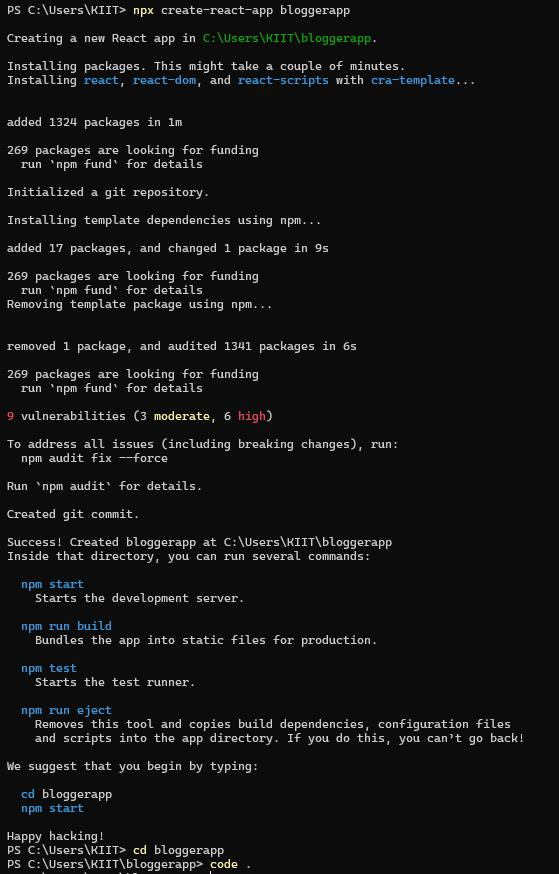 PS C:\Users\KIIT> npx create-react-app bloggerapp
Creating a new React app in C:\Users\KIIT\bloggerapp.
Installing packages. This might take a couple of minutes.
Installing react, react-dom, and react-scripts with cra-template...
added 1324 packages in 1m
269 packages are looking for funding
run `npm fund` for details
Initialized a git repository.
Installing template dependencies using npm...
added 17 packages, and changed 1 package in 9s
269 packages are looking for funding
run `npm fund` for details
Removing template package using npm...
removed 1 package, and audited 1341 packages in 6s
269 packages are looking for funding
run `npm fund` for details
9 vulnerabilities (3 moderate, 6 high)
To address all issues (including breaking changes), run:
npm audit fix --force
Run `npm audit` for details.
Created git commit.
Success! Created bloggerapp at C:\Users\KIIT\bloggerapp
Inside that directory, you can run several commands:
npm start
Starts the development server.
npm run build
Bundles the app into static files for production.
npm test
Starts the test runner.
npm run eject
Removes this tool and copies build dependencies, configuration files
and scripts into the app directory. If you do this, you can't go back!
We suggest that you begin by typing:
cd bloggerapp
npm start
Happy hacking!
PS C:\Users\KIIT> cd bloggerapp
PS C:\Users\KIIT\bloggerapp> code .